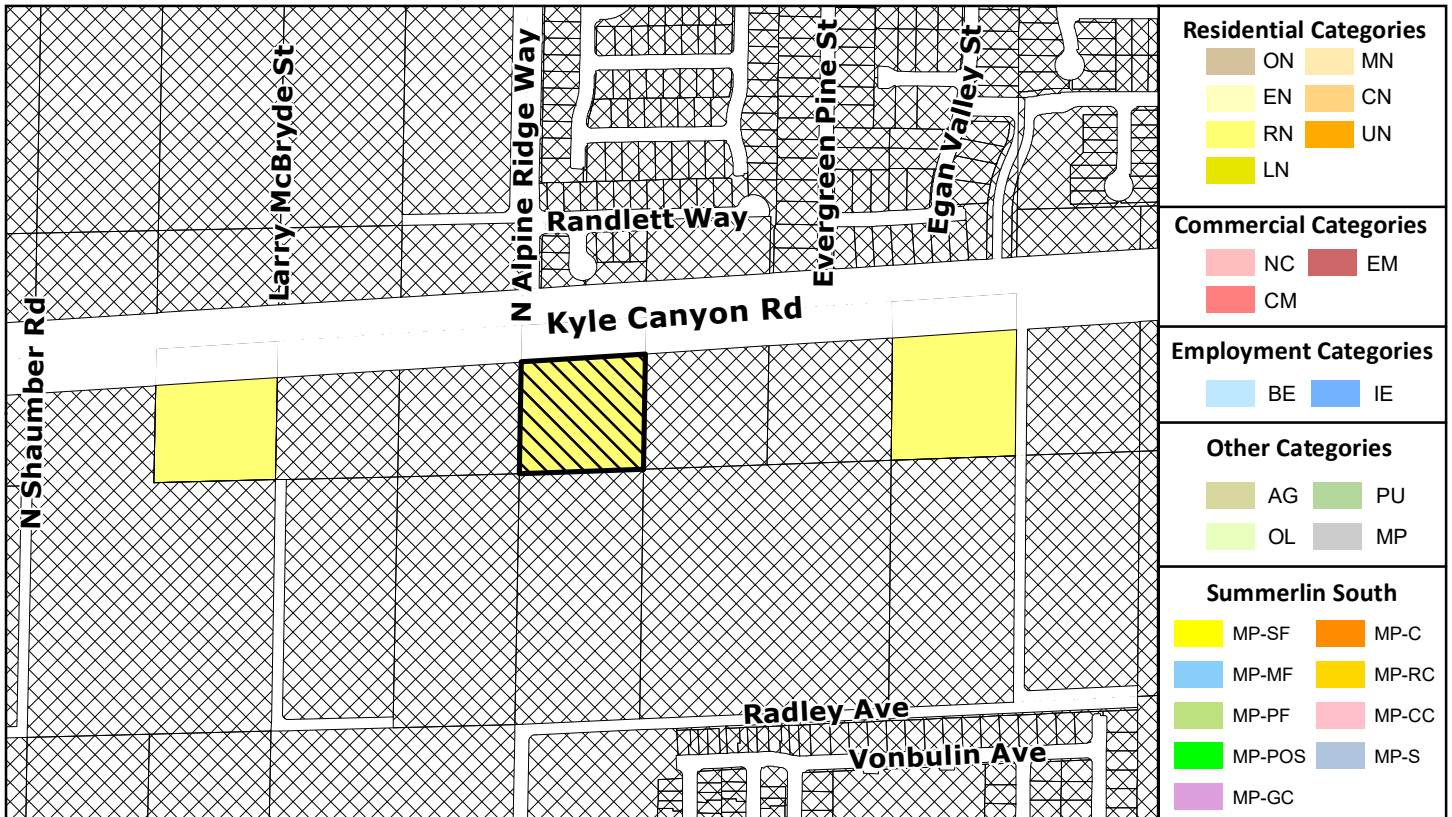 Larry McBryde St
N Alpine Ridge Way
Evergreen Pine St
Egan Valley St
Randlett Way
N Shaumber Rd
Kyle Canyon Rd
Radley Ave
Vonbulin Ave
Residential Categories
ON MN
EN CN
RN UN
LN
Commercial Categories
NC EM
CM
Employment Categories
BE IE
Other Categories
AG PU
OL MP
Summerlin South
MP-SF MP-C
MP-MF MP-RC
MP-PF MP-CC
MP-POS MP-S
MP-GC